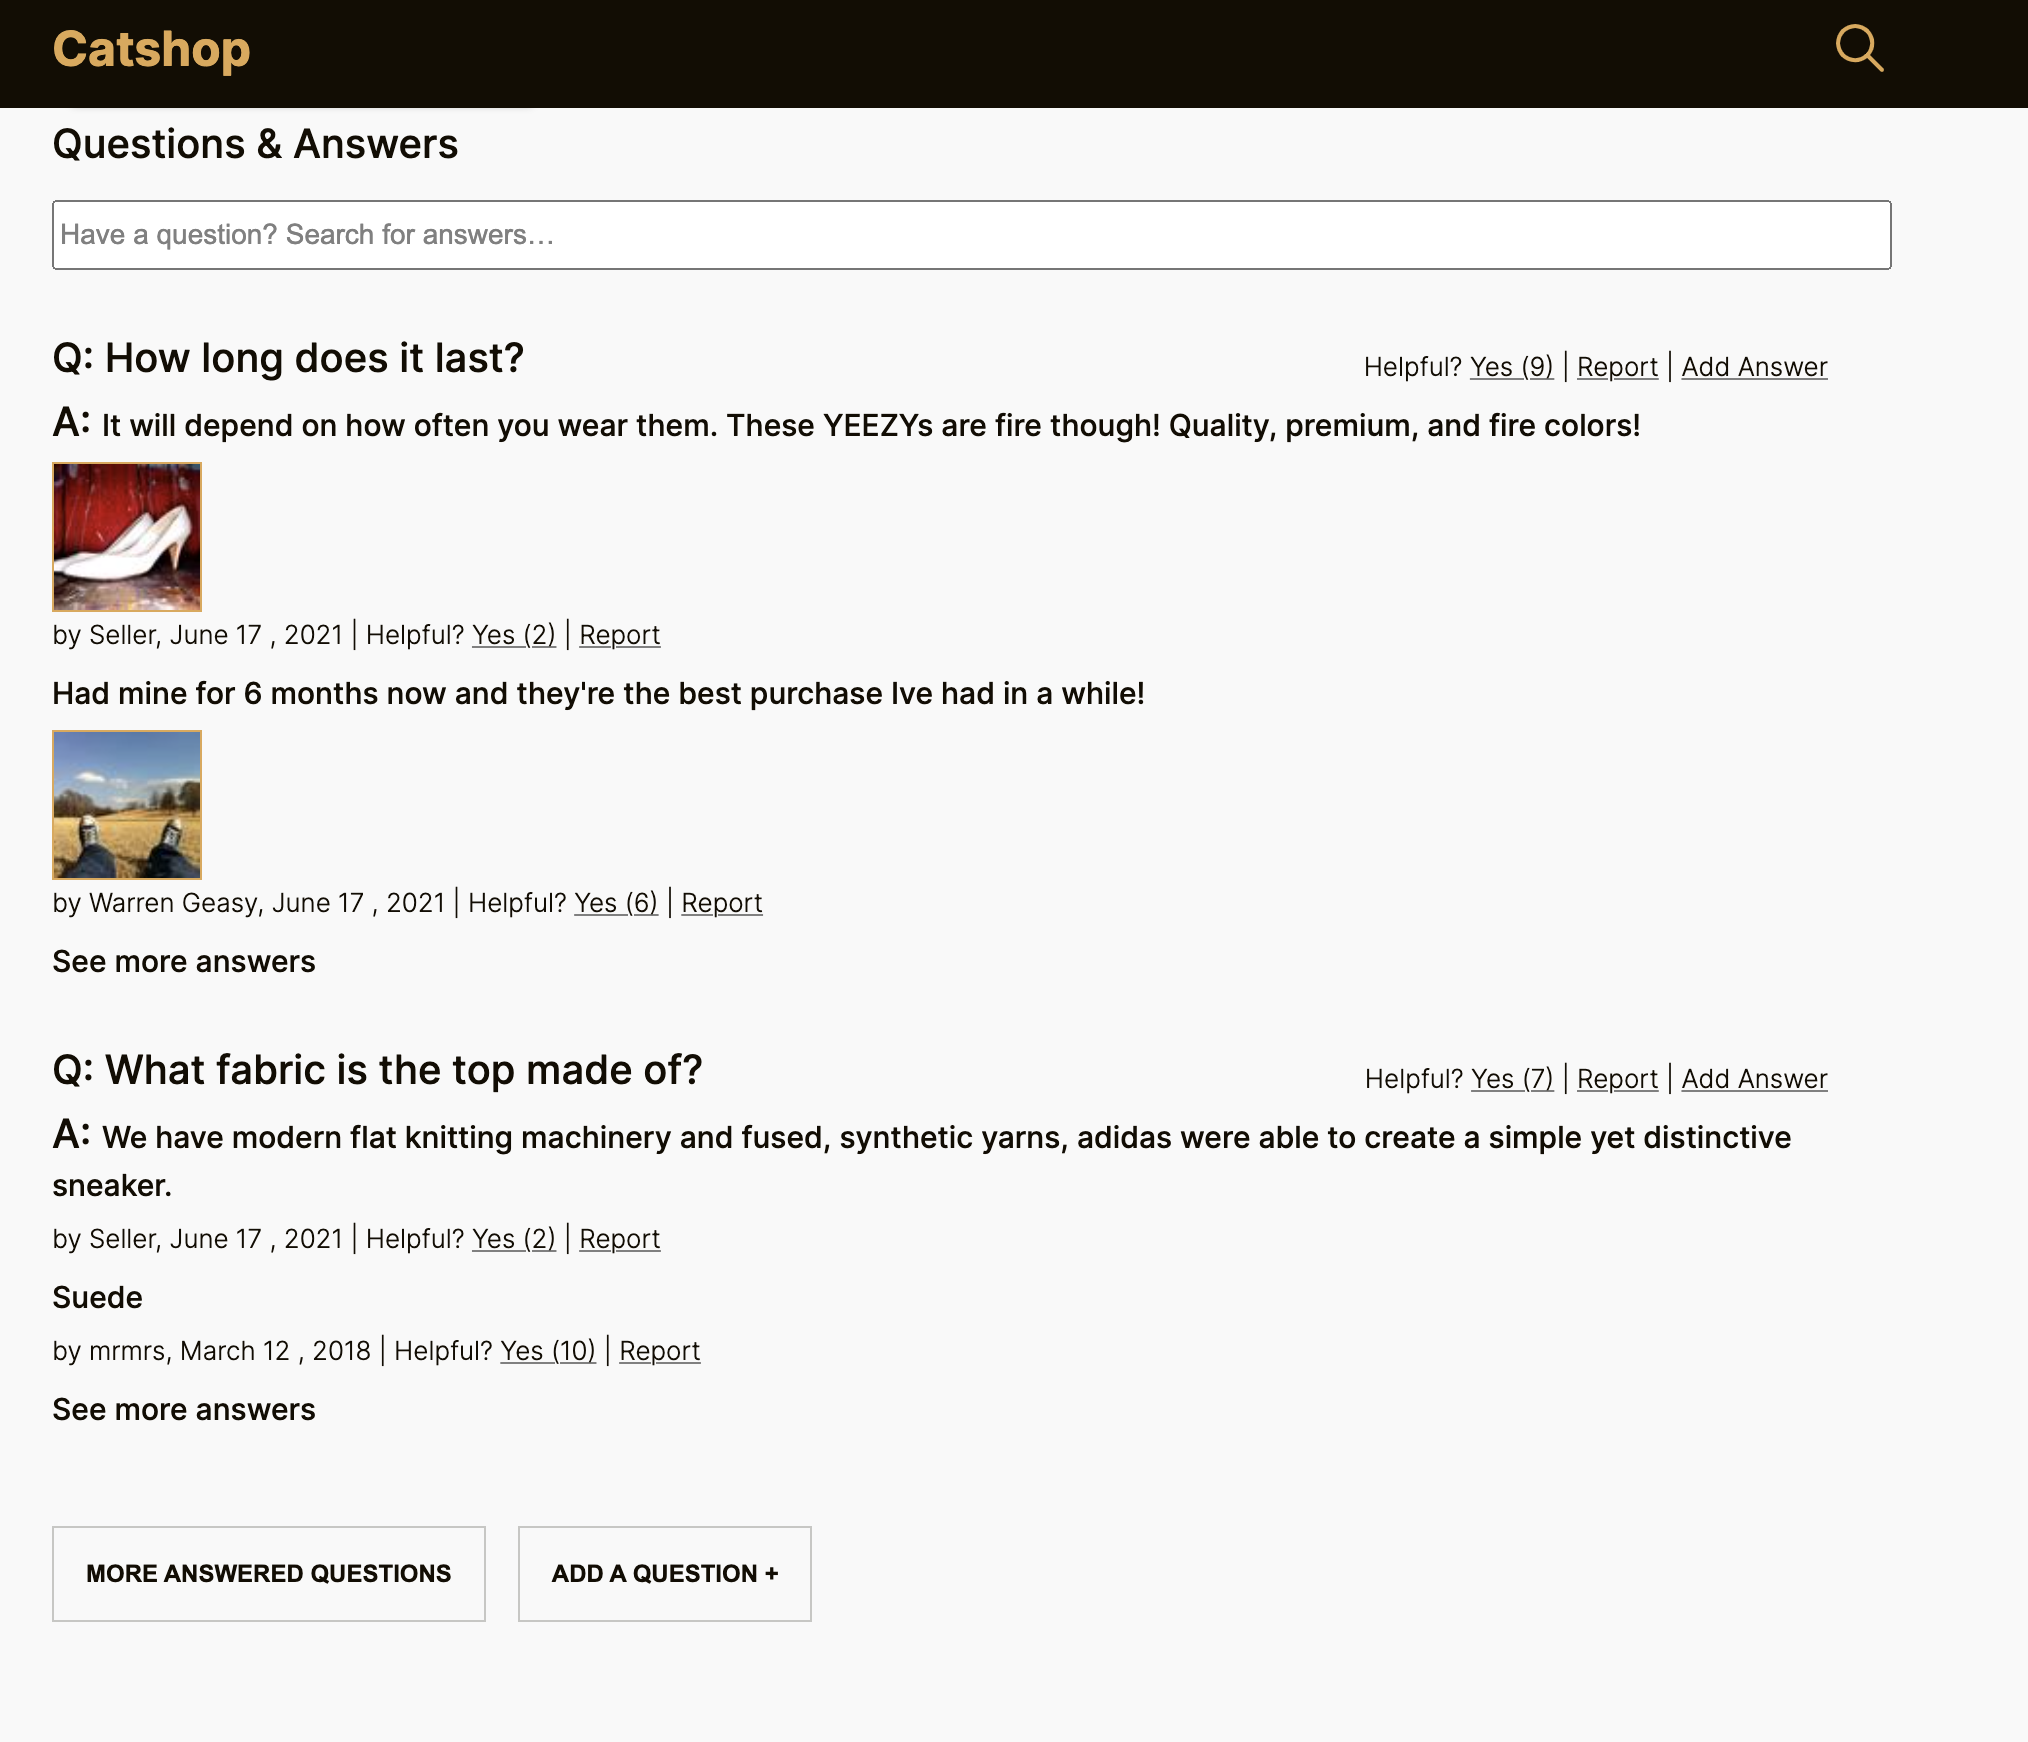 Catshop
Questions & Answers
Have a question? Search for answers...
Q: How long does it last?
Helpful? Yes (9) | Report | Add Answer
A: It will depend on how often you wear them. These YEEZYs are fire though! Quality, premium, and fire colors!
by Seller, June 17 , 2021 | Helpful? Yes (2) | Report
Had mine for 6 months now and they're the best purchase Ive had in a while!
by Warren Geasy, June 17 , 2021 | Helpful? Yes (6) | Report
See more answers
Q: What fabric is the top made of?
Helpful? Yes (7) | Report | Add Answer
A: We have modern flat knitting machinery and fused, synthetic yarns, adidas were able to create a simple yet distinctive
sneaker.
by Seller, June 17 , 2021 | Helpful? Yes (2) | Report
Suede
by mrmrs, March 12 , 2018 | Helpful? Yes (10) | Report
See more answers
MORE ANSWERED QUESTIONS
ADD A QUESTION +